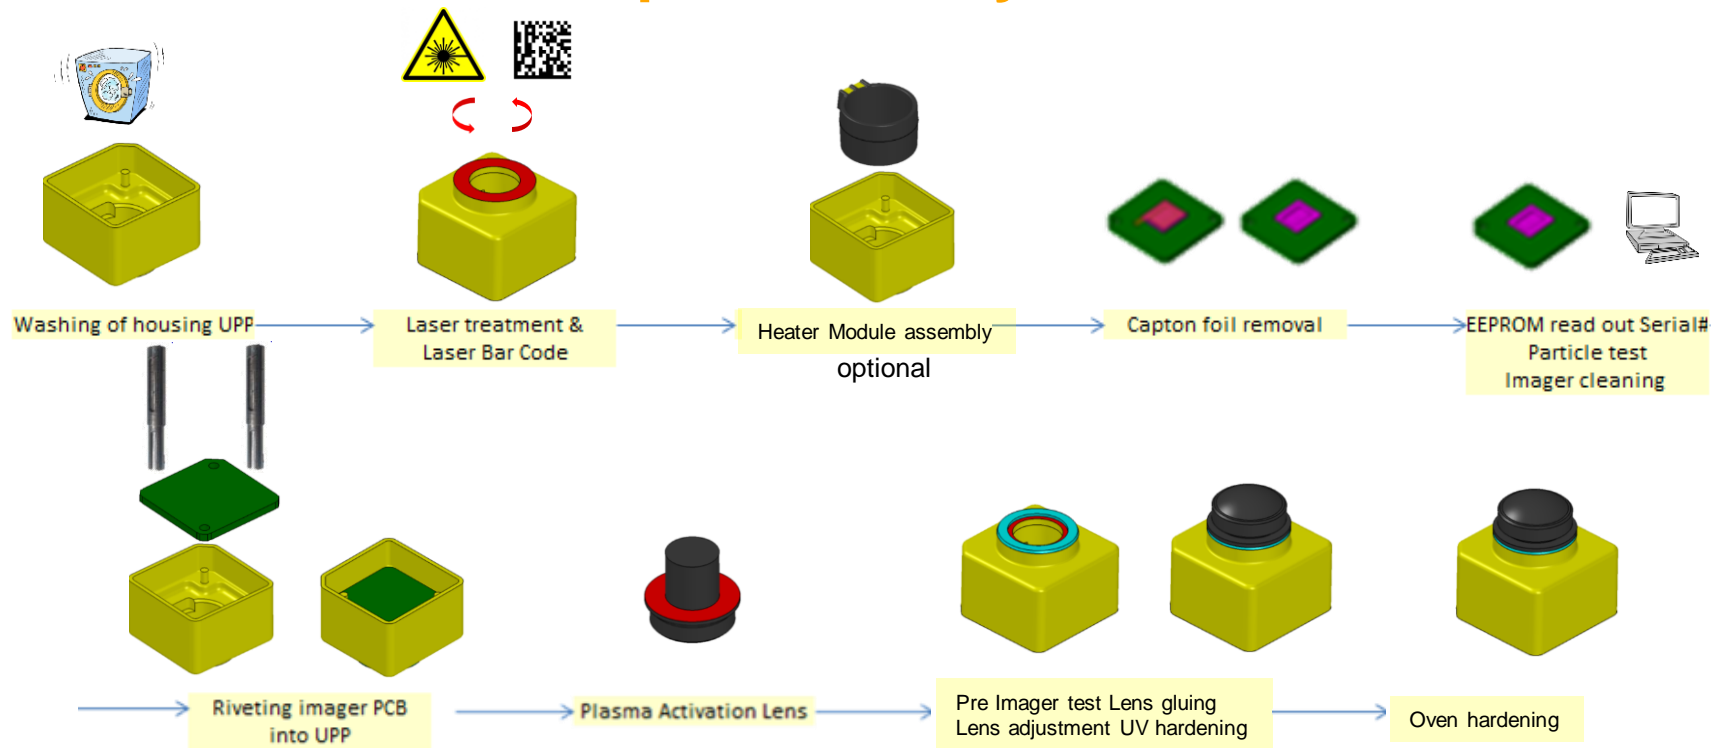 Washing of housing UPP
Laser treatment &
Laser Bar Code
Heater Module assembly
optional
Capton foil removal
EEPROM read out Serial#
Particle test
Imager cleaning
Riveting imager PCB
into UPP
Plasma Activation Lens
Pre Imager test Lens gluing
Lens adjustment UV hardening
Oven hardening